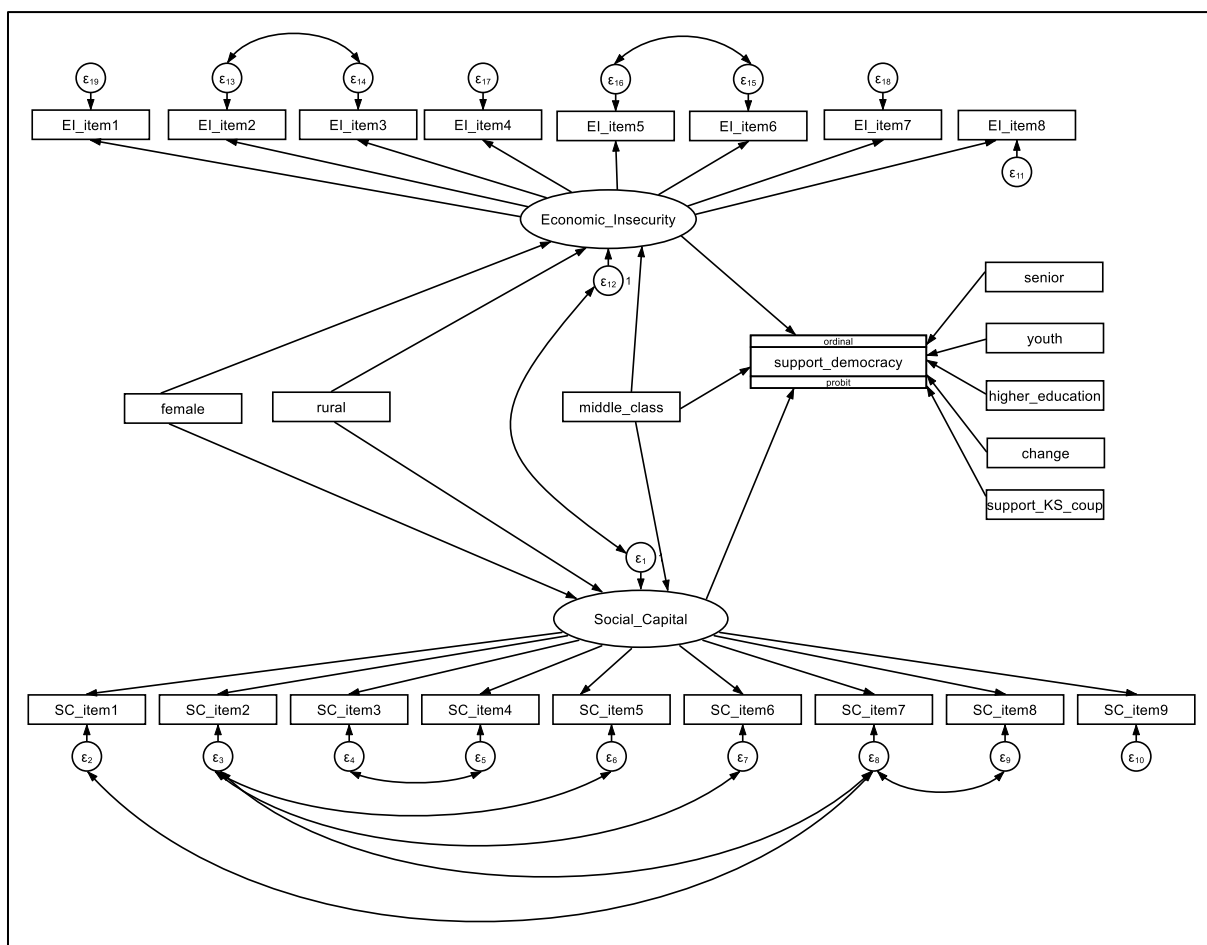 ε19 ε13 ε14 ε17 ε16 ε15 ε18
EI_item1 EI_item2 EI_item3 EI_item4 EI_item5 EI_item6 EI_item7 EI_item8
ε11
Economic_Insecurity
ε12 1
senior
ordinal
support_democracy
probit
youth
higher_education
female rural middle_class
change
support_KS_coup
ε1
Social_Capital
SC_item1 SC_item2 SC_item3 SC_item4 SC_item5 SC_item6 SC_item7 SC_item8 SC_item9
ε2 ε3 ε4 ε5 ε6 ε7 ε8 ε9 ε10